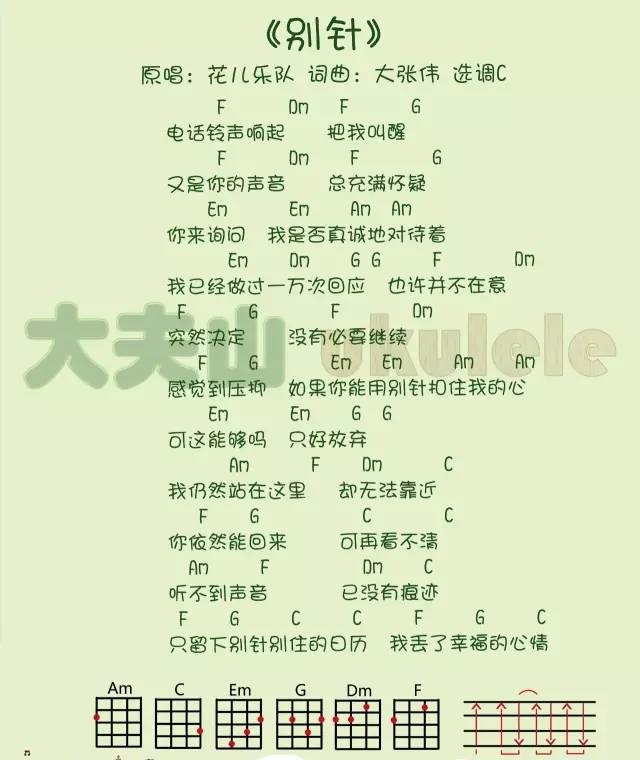 《别针》
原唱：花儿乐队 词曲：大张伟 选调C
F Dm F G
电话铃声响起 把我叫醒
F Dm F G
又是你的声音 总充满怀疑
Em Em Am Am
你来询问 我是否真诚地对待着
Em Dm G G F Dm
我已经做过一万次回应 也许并不在意
F G F Dm
突然决定 没有必要继续
大夫山 ukulele
F G Em Em Am Am
感觉到压抑 如果你能用别针扣住我的心
Em Em G G
可这能够吗 只好放弃
Am F Dm C
我仍然站在这里 却无法靠近
F G C C
你依然能回来 可再看不清
Am F Dm C
听不到声音 已没有痕迹
F G C C F G C
只留下别针别住的日历 我丢了幸福的心情
Am C Em G Dm F